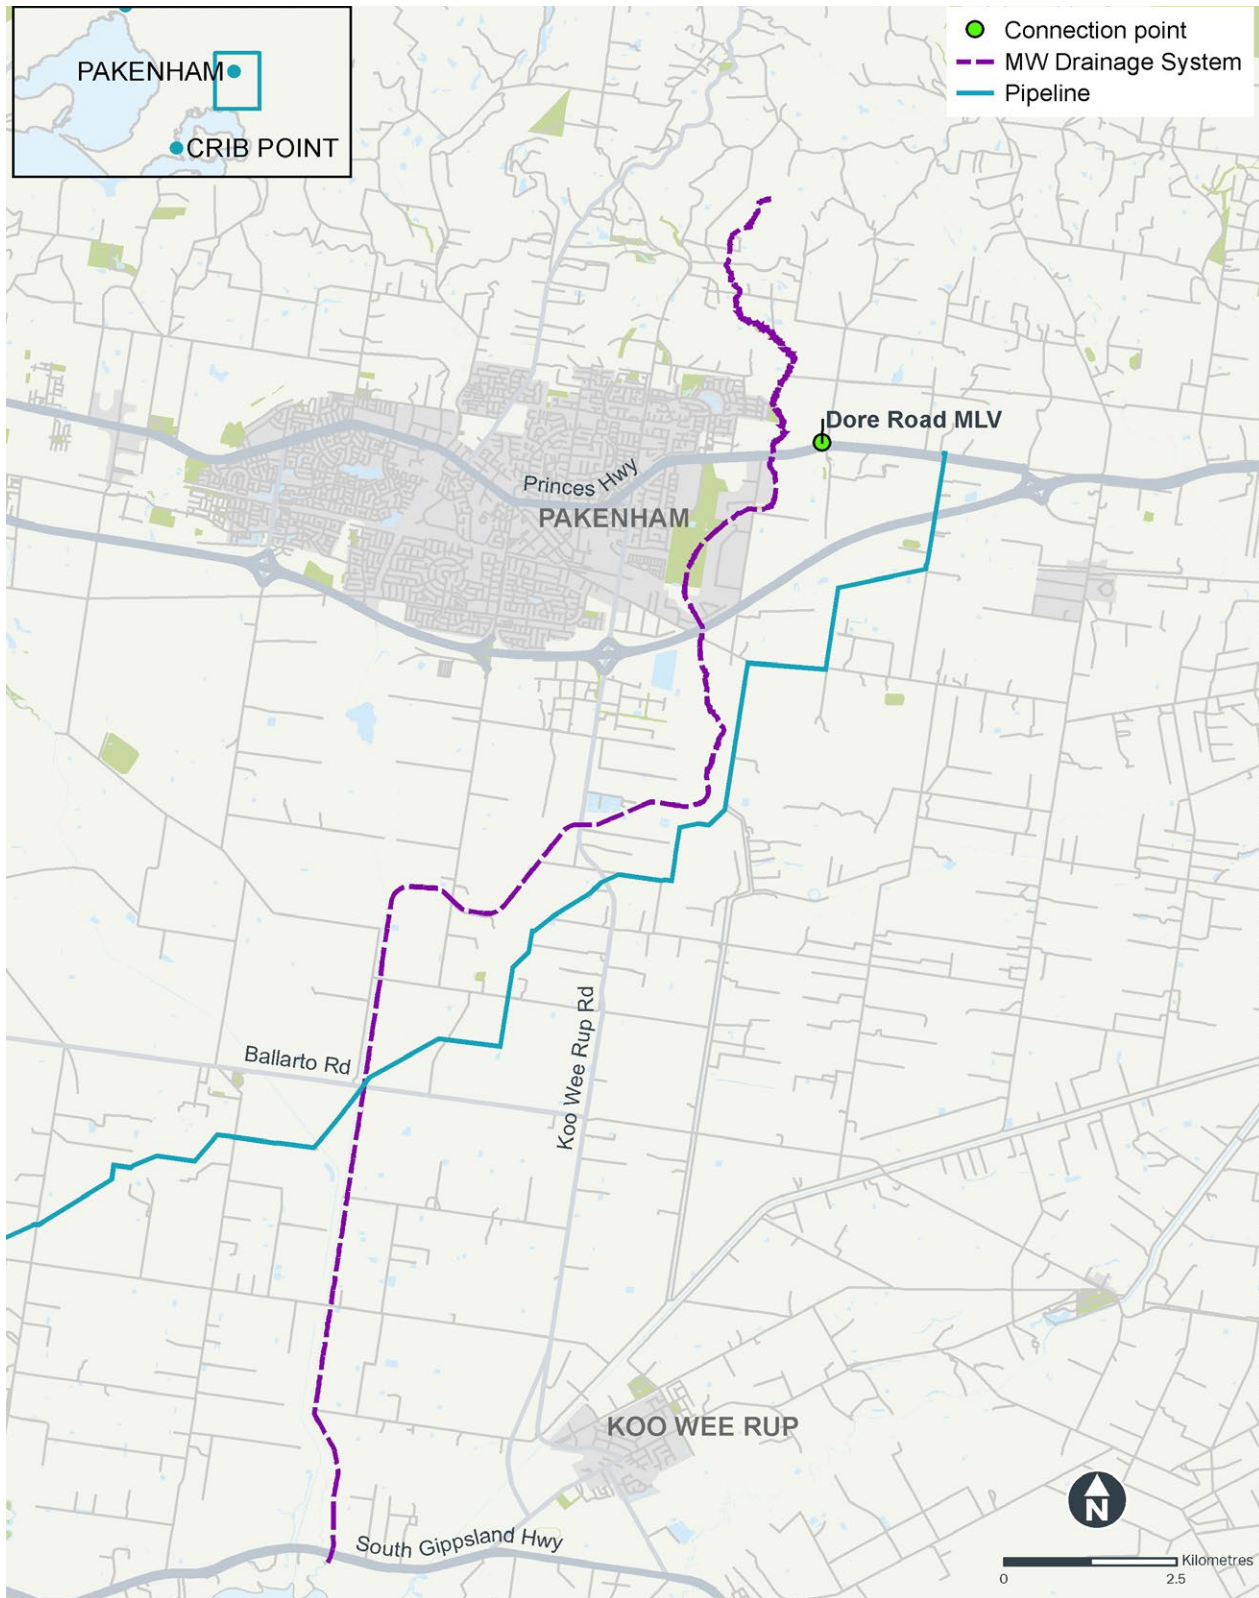 PAKENHAM
CRIB POINT
Connection point
MW Drainage System
Pipeline
Dore Road MLV
Princes Hwy
PAKENHAM
Ballarto Rd
Koo Wee Rup Rd
KOO WEE RUP
South Gippsland Hwy
N
Kilometres
0 2.5